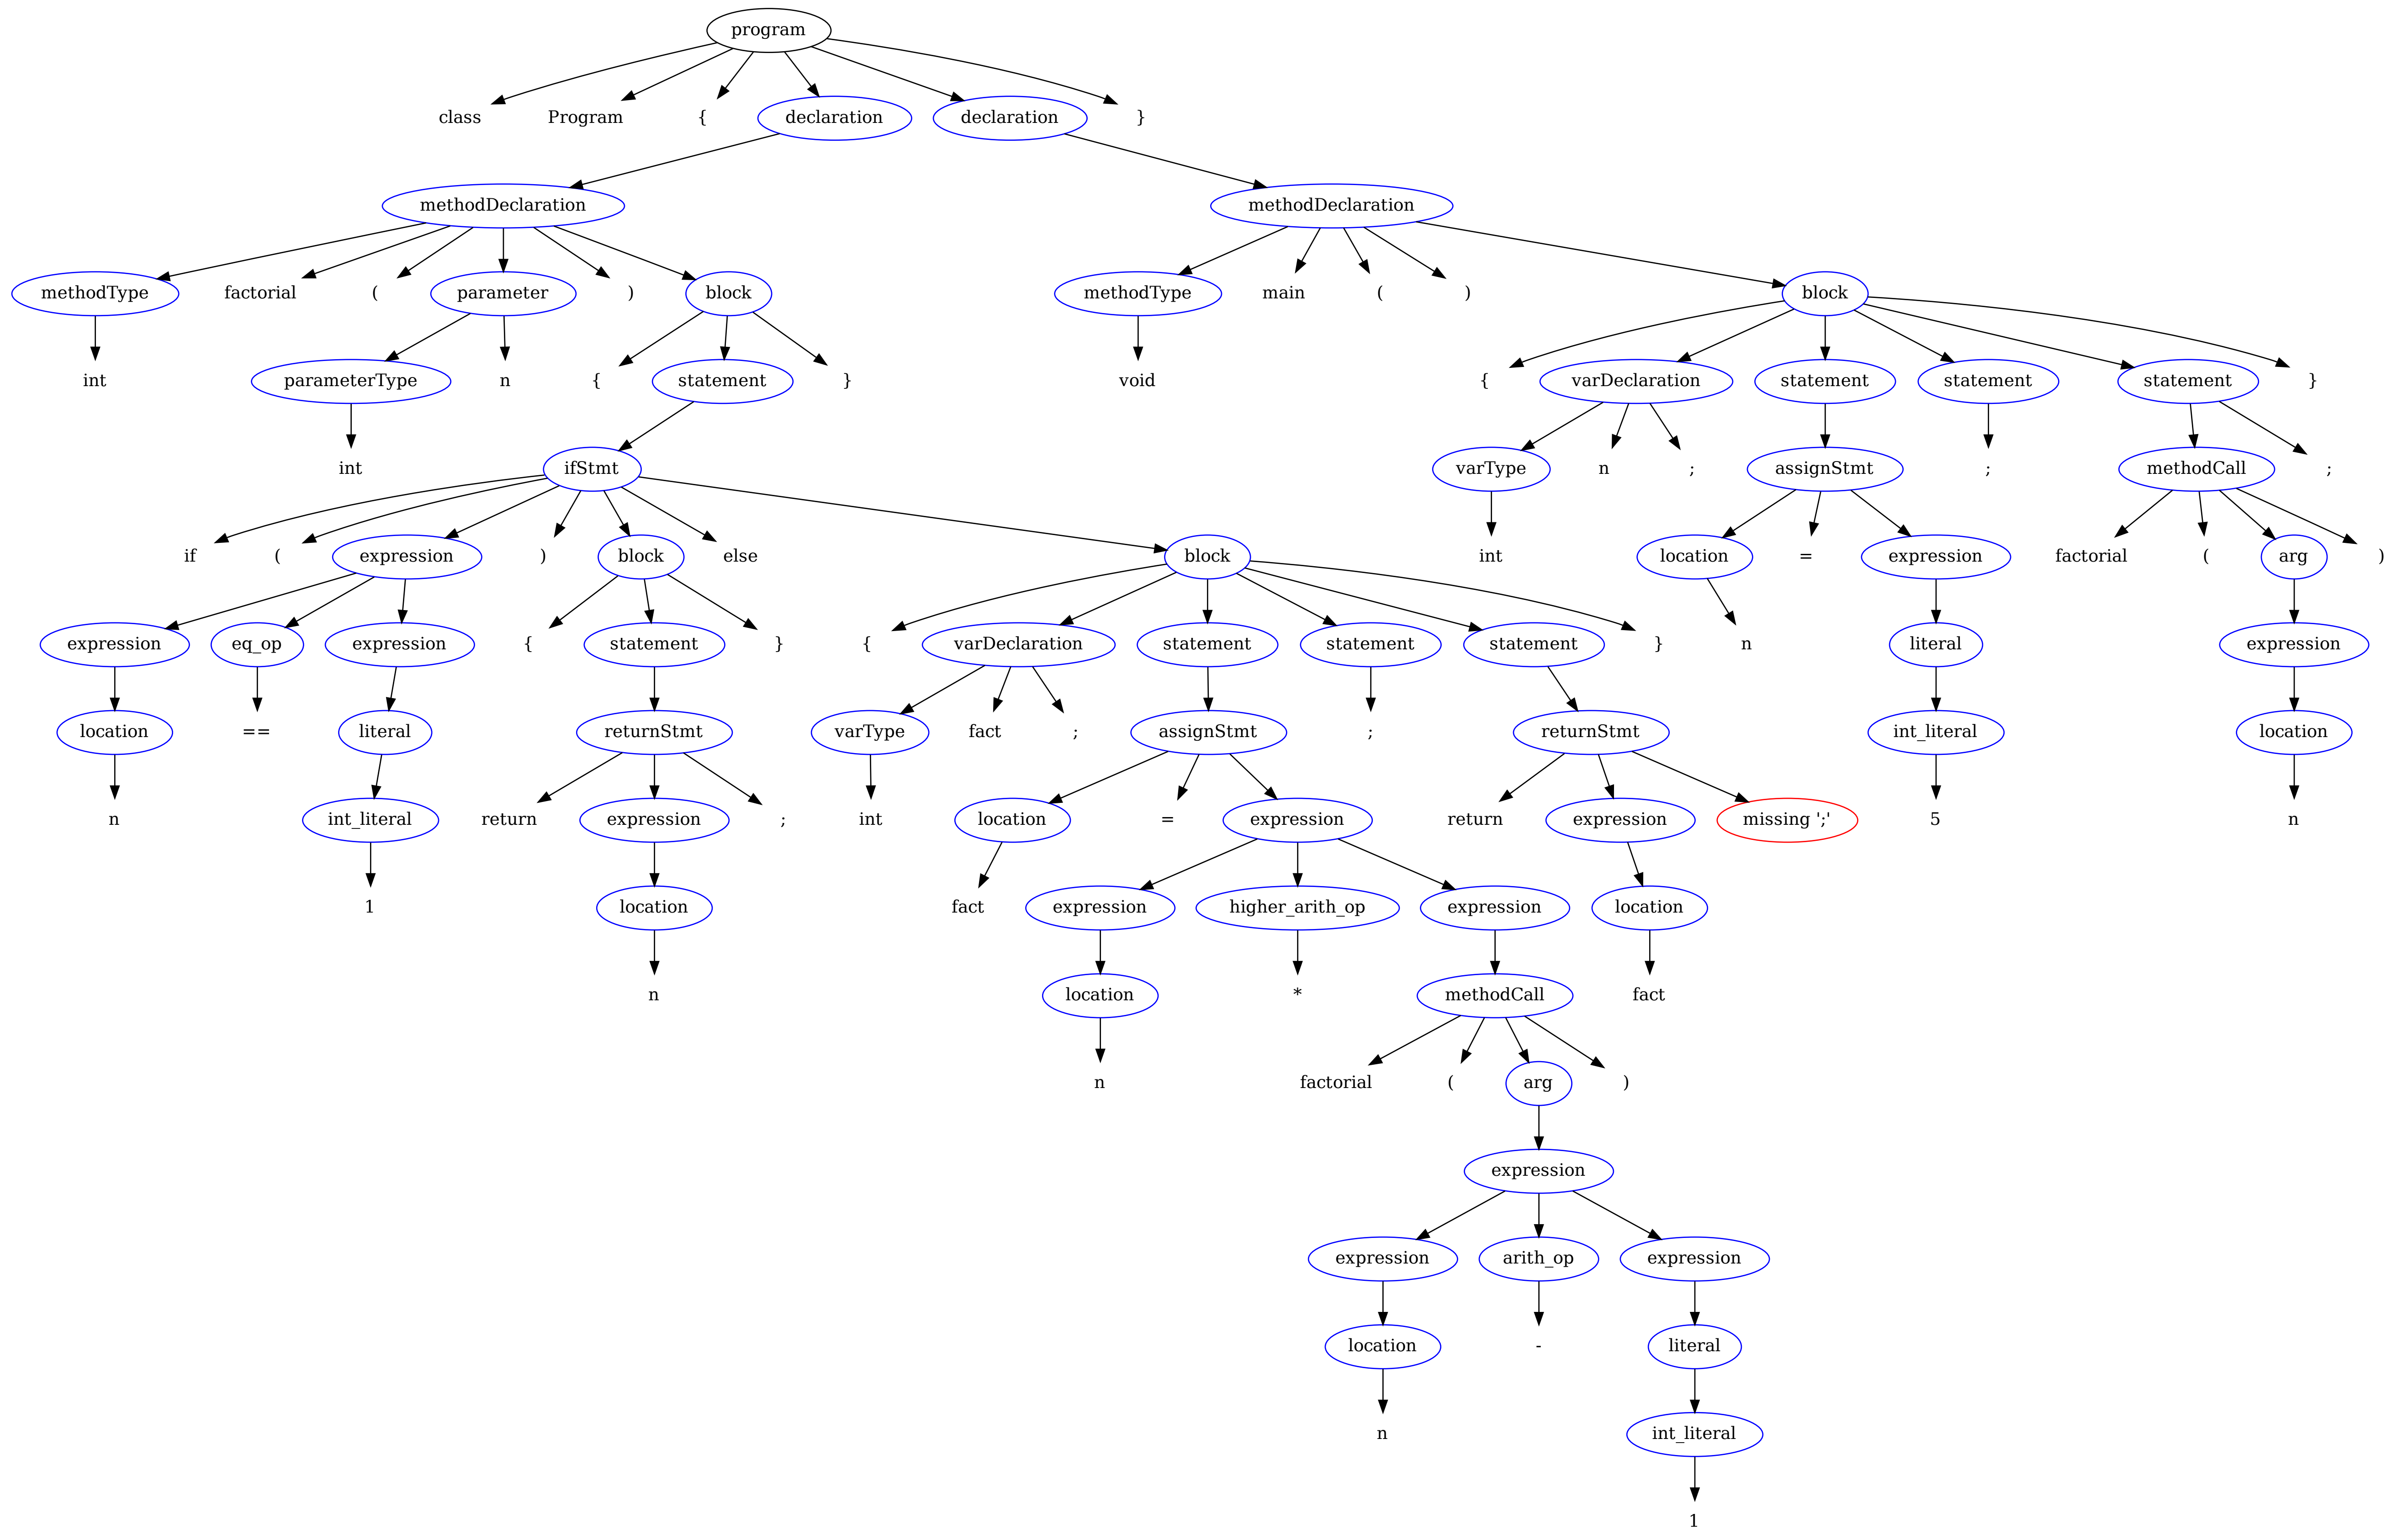 program
class Program { declaration declaration }
methodDeclaration methodDeclaration
methodType factorial ( parameter ) block methodType main ( ) block
int parameterType n { statement } void { varDeclaration statement statement statement }
int ifStmt varType n ; assignStmt ; methodCall ;
if ( expression ) block else block int location = expression factorial ( arg )
expression eq_op expression { statement } { varDeclaration statement statement statement } n literal expression
location == literal returnStmt varType fact ; assignStmt ; returnStmt int_literal location
n int_literal return expression ; int location = expression return expression missing ';' 5 n
1 location fact expression higher_arith_op expression location
n location * methodCall fact
n factorial ( arg )
expression
expression arith_op expression
location - literal
n int_literal
1